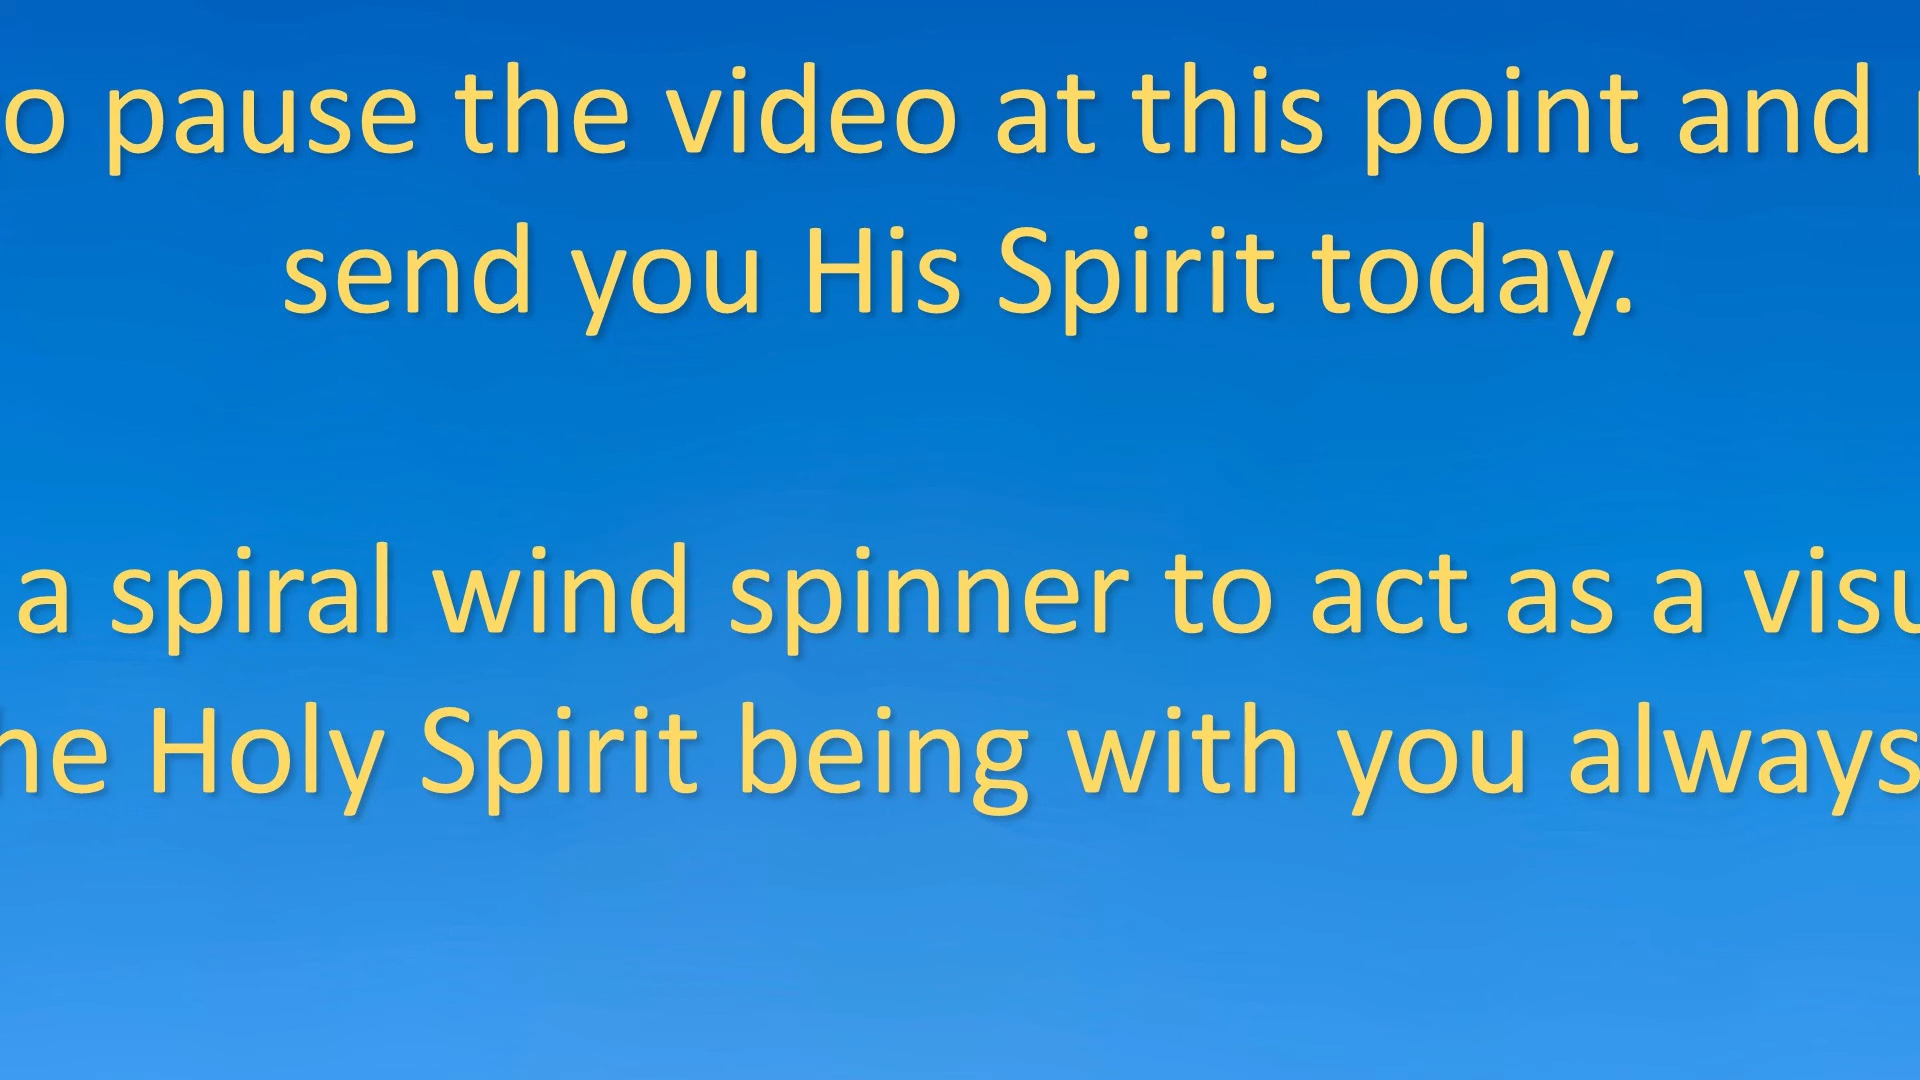 o pause the video at this point and
send you His Spirit today.
a spiral wind spinner to act as a visu
he Holy Spirit being with you always